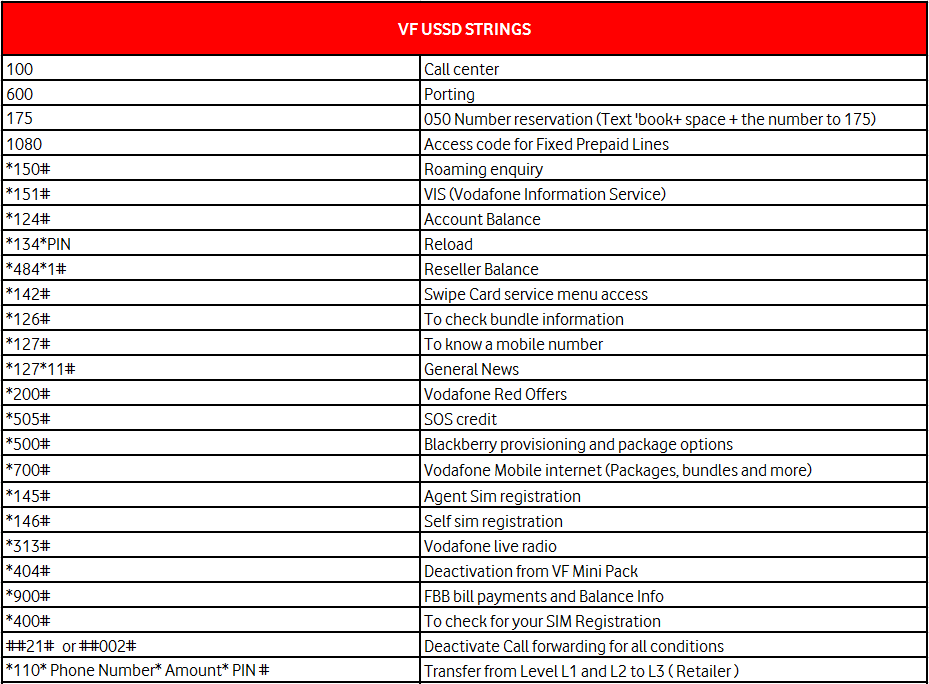 VF USSD STRINGS
100 Call center
600 Porting
175 050 Number reservation (Text 'book+ space + the number to 175)
1080 Access code for Fixed Prepaid Lines
*150# Roaming enquiry
*151# VIS (Vodafone Information Service)
*124# Account Balance
*134*PIN Reload
*484*1# Reseller Balance
*142# Swipe Card service menu access
*126# To check bundle information
*127# To know a mobile number
*127*11# General News
*200# Vodafone Red Offers
*505# SOS credit
*500# Blackberry provisioning and package options
*700# Vodafone Mobile internet (Packages, bundles and more)
*145# Agent Sim registration
*146# Self sim registration
*313# Vodafone live radio
*404# Deactivation from VF Mini Pack
*900# FBB bill payments and Balance Info
*400# To check for your SIM Registration
##21# or ##002# Deactivate Call forwarding for all conditions
*110* Phone Number* Amount* PIN # Transfer from Level L1 and L2 to L3 ( Retailer )